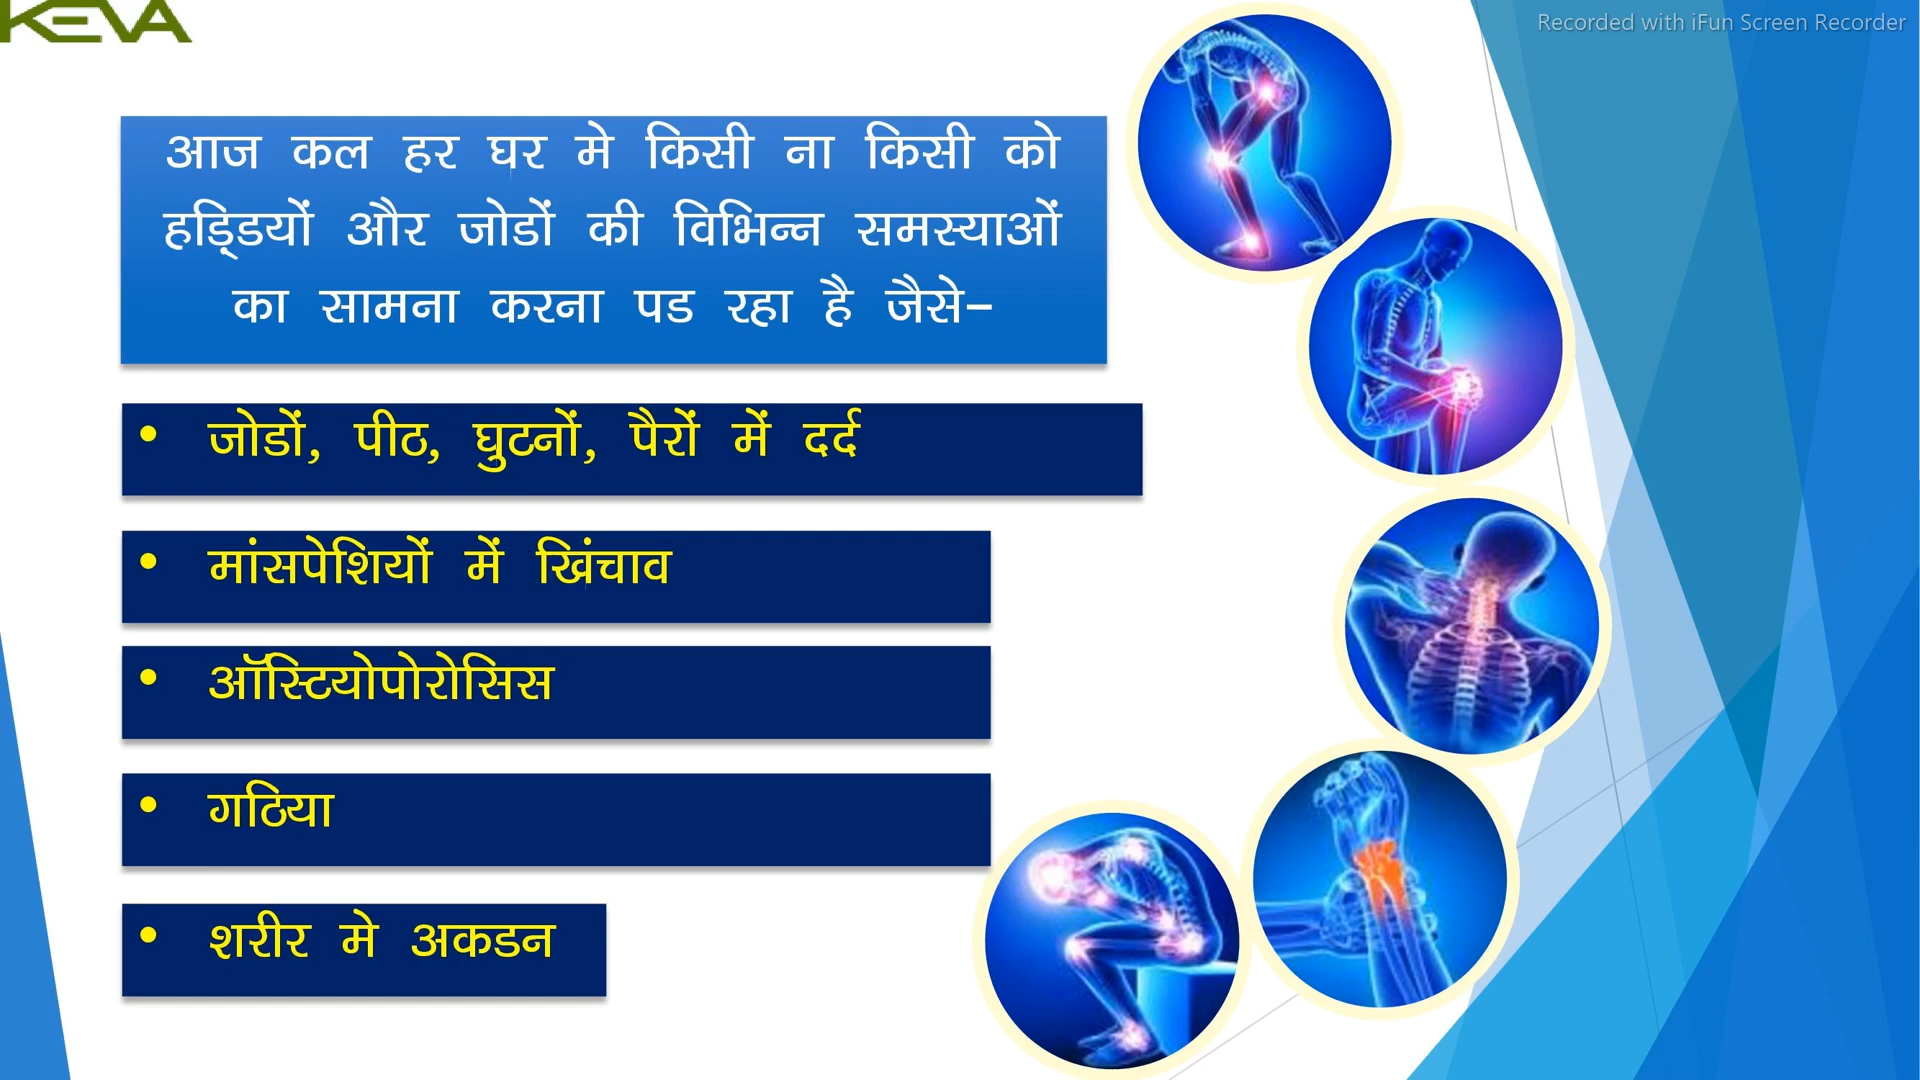 KEVA
Recorded with iFun Screen Recorder
आज कल हर घर मे किसी ना किसी को
हड्डियों और जोडों की विभिन्न समस्याओं
का सामना करना पड रहा है जैसे-
• जोडों, पीठ, घुटनों, पैरों में दर्द
• मांसपेशियों में खिंचाव
• ऑस्टियोपोरोसिस
• गठिया
• शरीर मे अकडन